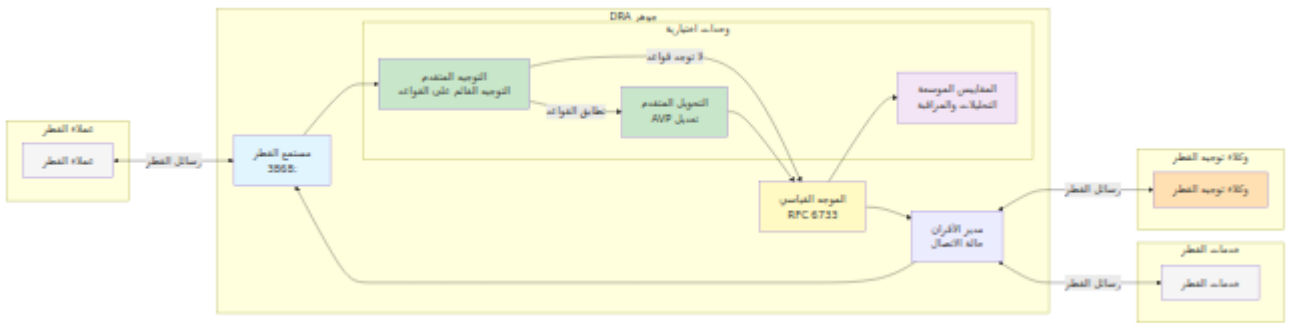 جوهر DRA
وحدات اختيارية
التوجيه المتقدم
التوجيه القائم على القواعد
لا توجد قواعد
تطابق القواعد
التحويل المتقدم
تعديل AVP
المقاييس الموسعة
التحليلات والمراقبة
عملاء القطر
عملاء القطر
رسائل القطر
مستمع القطر
:3868
الموجه القياسي
RFC 6733
مدير الأقران
حالة الاتصال
رسائل القطر
وكلاء توجيه القطر
وكلاء توجيه القطر
رسائل القطر
خدمات القطر
خدمات القطر